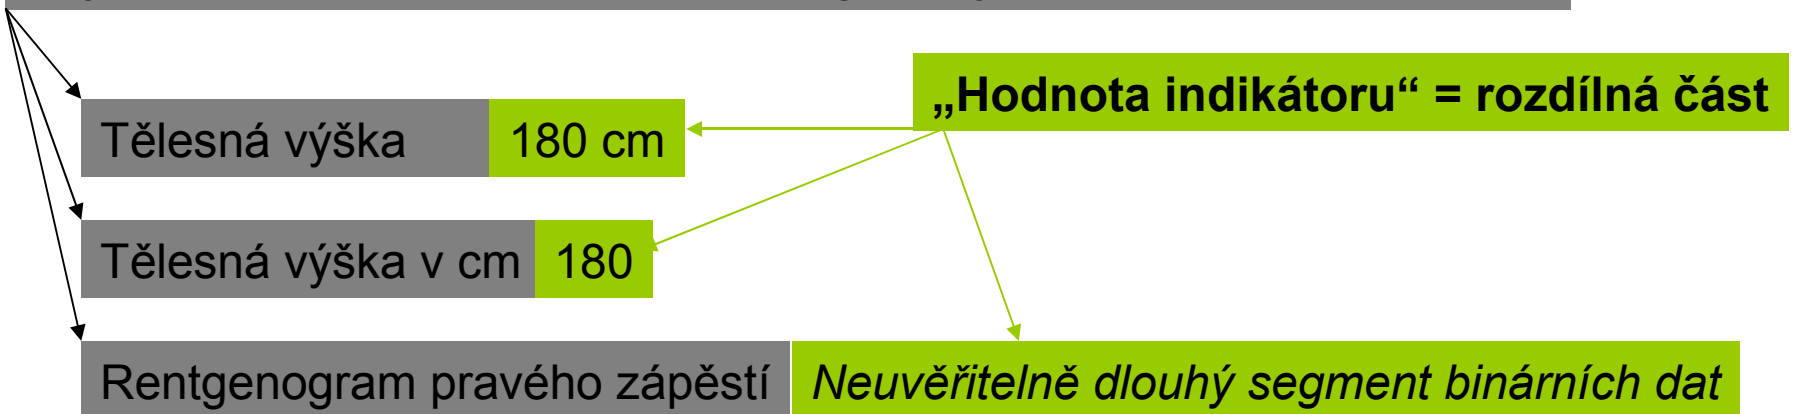 „Hodnota indikátoru“ = rozdílná část
Tělesná výška 180 cm
Tělesná výška v cm 180
Rentgenogram pravého zápěstí Neuvěřitelně dlouhý segment binárních dat